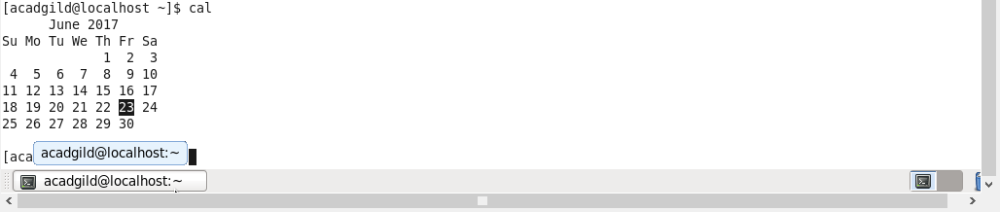 [acadgild@localhost ~]$ cal
      June 2017
Su Mo Tu We Th Fr Sa
             1  2  3
 4  5  6  7  8  9 10
11 12 13 14 15 16 17
18 19 20 21 22 23 24
25 26 27 28 29 30
[aca
acadgild@localhost:~
acadgild@localhost:~